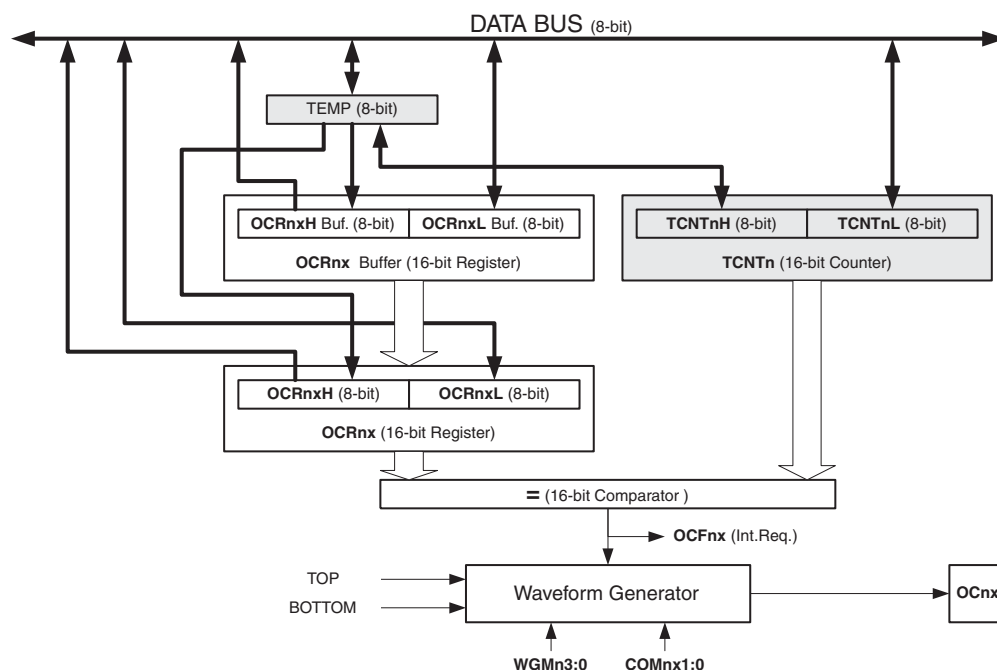 DATA BUS (8-bit)
TEMP (8-bit)
OCRnxH Buf. (8-bit) OCRnxL Buf. (8-bit) TCNTnH (8-bit) TCNTnL (8-bit)
OCRnx Buffer (16-bit Register) TCNTn (16-bit Counter)
OCRnxH (8-bit) OCRnxL (8-bit)
OCRnx (16-bit Register)
= (16-bit Comparator )
OCFnx (Int.Req.)
TOP
BOTTOM
Waveform Generator
OCnx
WGMn3:0 COMnx1:0